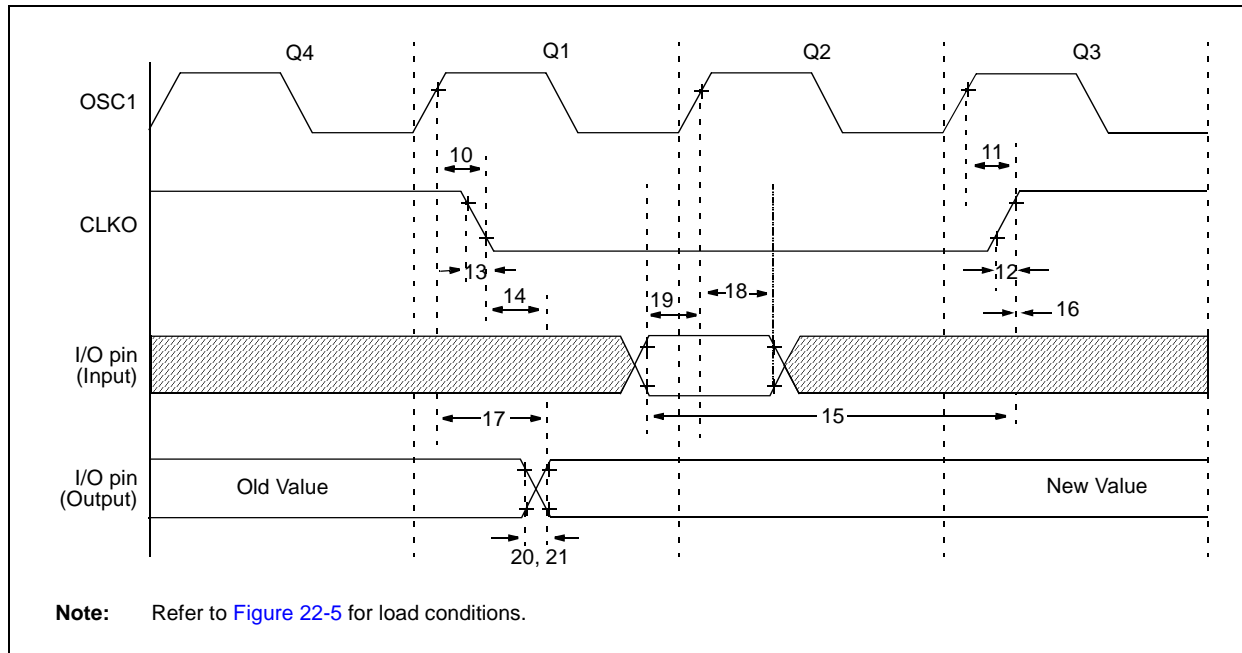 Q4 Q1 Q2 Q3
OSC1
10 11
CLKO
13 12
14 19 18 16
I/O pin
(Input)
17 15
I/O pin
(Output)
Old Value New Value
20, 21
Note: Refer to Figure 22-5 for load conditions.